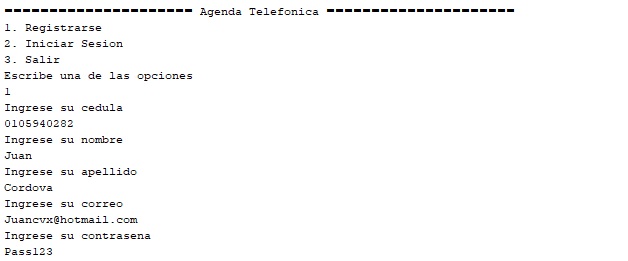 ===================== Agenda Telefonica =====================
1. Registrarse
2. Iniciar Sesion
3. Salir
Escribe una de las opciones
1
Ingrese su cedula
0105940282
Ingrese su nombre
Juan
Ingrese su apellido
Cordova
Ingrese su correo
Juancvx@hotmail.com
Ingrese su contrasena
Pass123